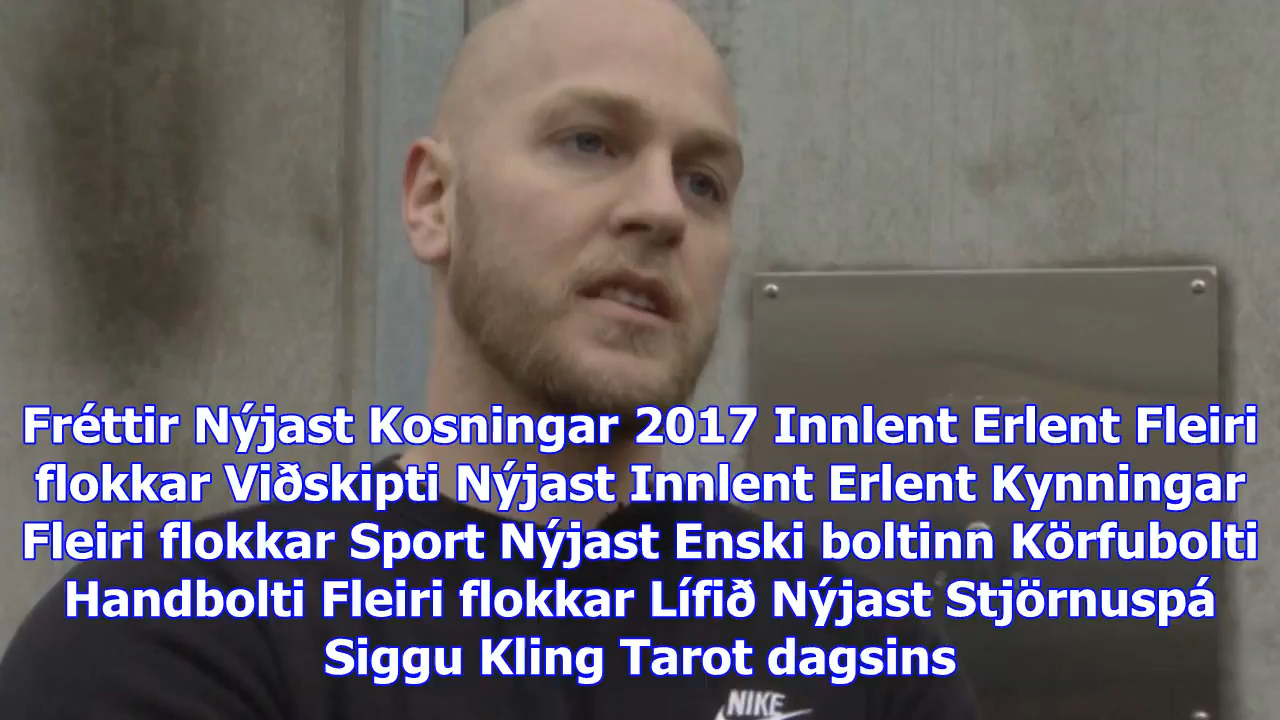 Fréttir Nýjast Kosningar 2017 Innlent Erlent Fleiri
flokkar Viðskipti Nýjast Innlent Erlent Kynningar
Fleiri flokkar Sport Nýjast Enski boltinn Körfubolti
Handbolti Fleiri flokkar Lífið Nýjast Stjörnuspá
Siggu Kling Tarot dagsins
NIKE